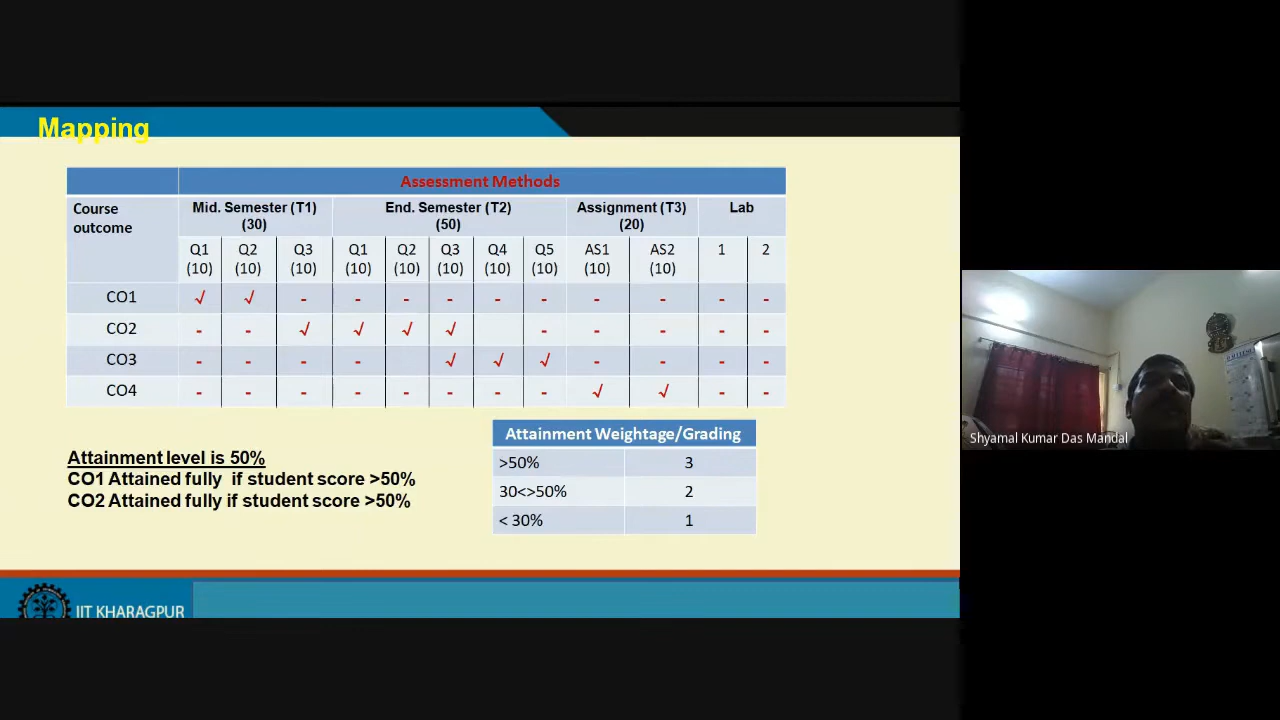 Mapping
Assessment Methods
Course outcome Mid. Semester (T1) (30) End. Semester (T2) (50) Assignment (T3) (20) Lab
Q1 (10) Q2 (10) Q3 (10) Q1 (10) Q2 (10) Q3 (10) Q4 (10) Q5 (10) AS1 (10) AS2 (10) 1 2
CO1 √ √ - - - - - - - - - -
CO2 - - √ √ √ √ - - - - -
CO3 - - - - - √ √ √ - - - -
CO4 - - - - - - - - √ √ - -
Attainment level is 50%
CO1 Attained fully if student score >50%
CO2 Attained fully if student score >50%
Attainment Weightage/Grading
>50% 3
30<>50% 2
< 30% 1
IIT KHARAGPUR
Shyamal Kumar Das Mandal